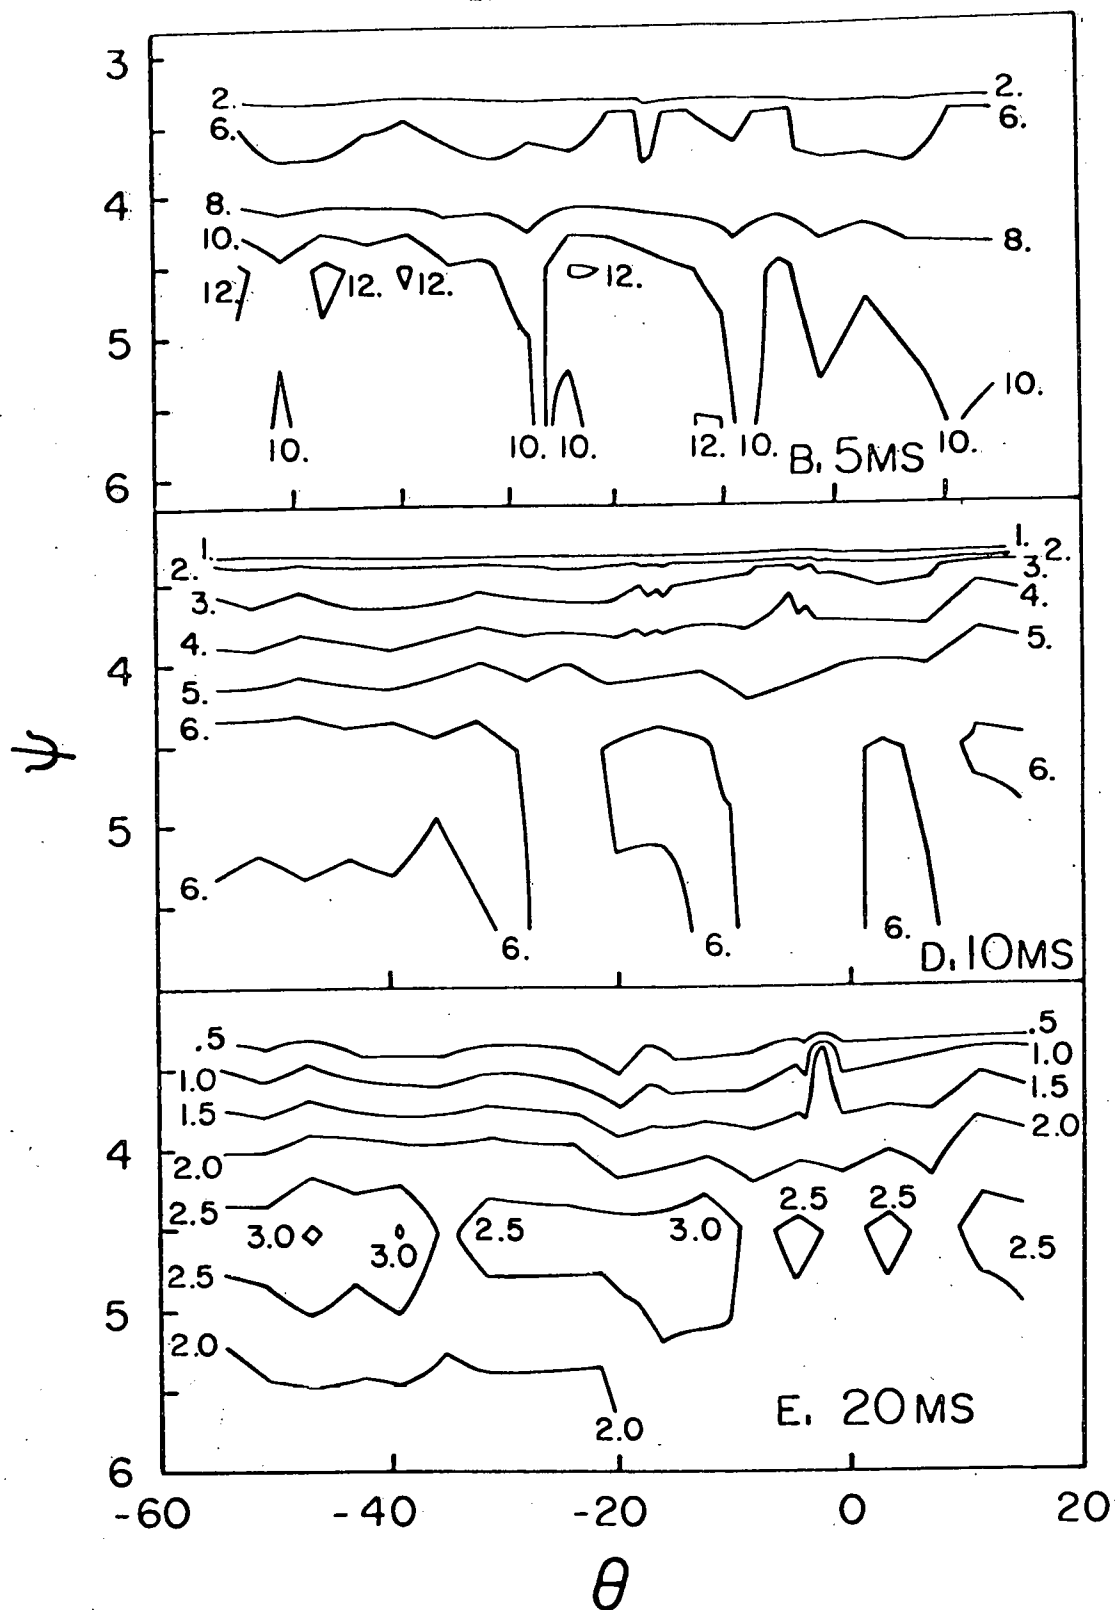 3
2. 2.
6. 6.
4
8. 8.
10.
12. 12. 12. 12.
5
10.
10. 10. 10. 12. 10. 10.
B, 5MS
6
1. 1.
2. 2.
3. 3.
4. 4.
4
5. 5.
6. 6.
ψ
5
6.
6. 6. 6.
D, 10MS
.5 .5
1.0 1.0
1.5 1.5
4
2.0 2.0
2.5 2.5 2.5 2.5
3.0 3.0 3.0 2.5
2.5
5
2.0
2.0
E, 20MS
6
-60 -40 -20 0 20
θ